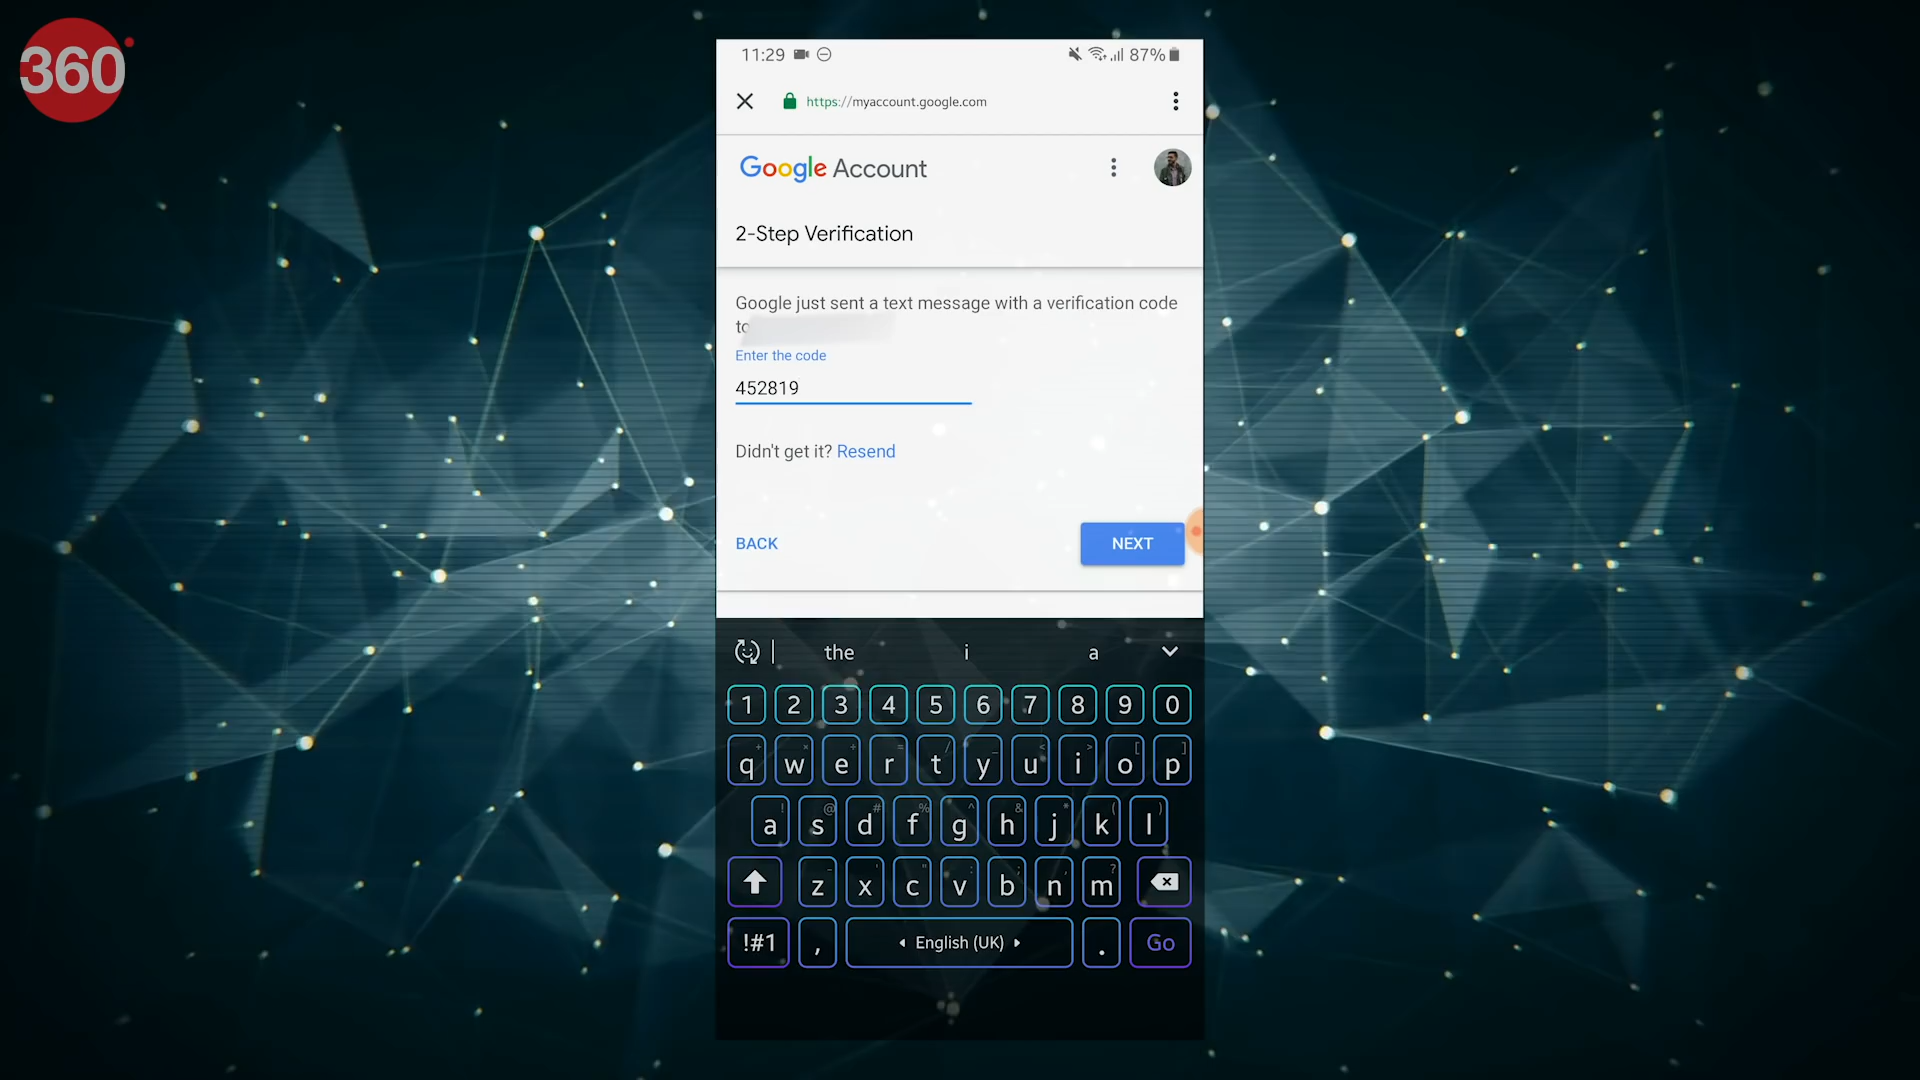 360
11:29 87%
https://myaccount.google.com
Google Account
2-Step Verification
Google just sent a text message with a verification code
to
Enter the code
452819
Didn't get it? Resend
BACK NEXT
the i a
1 2 3 4 5 6 7 8 9 0
q w e r t y u i o p
a s d f g h j k l
z x c v b n m
!#1 , English (UK) . Go